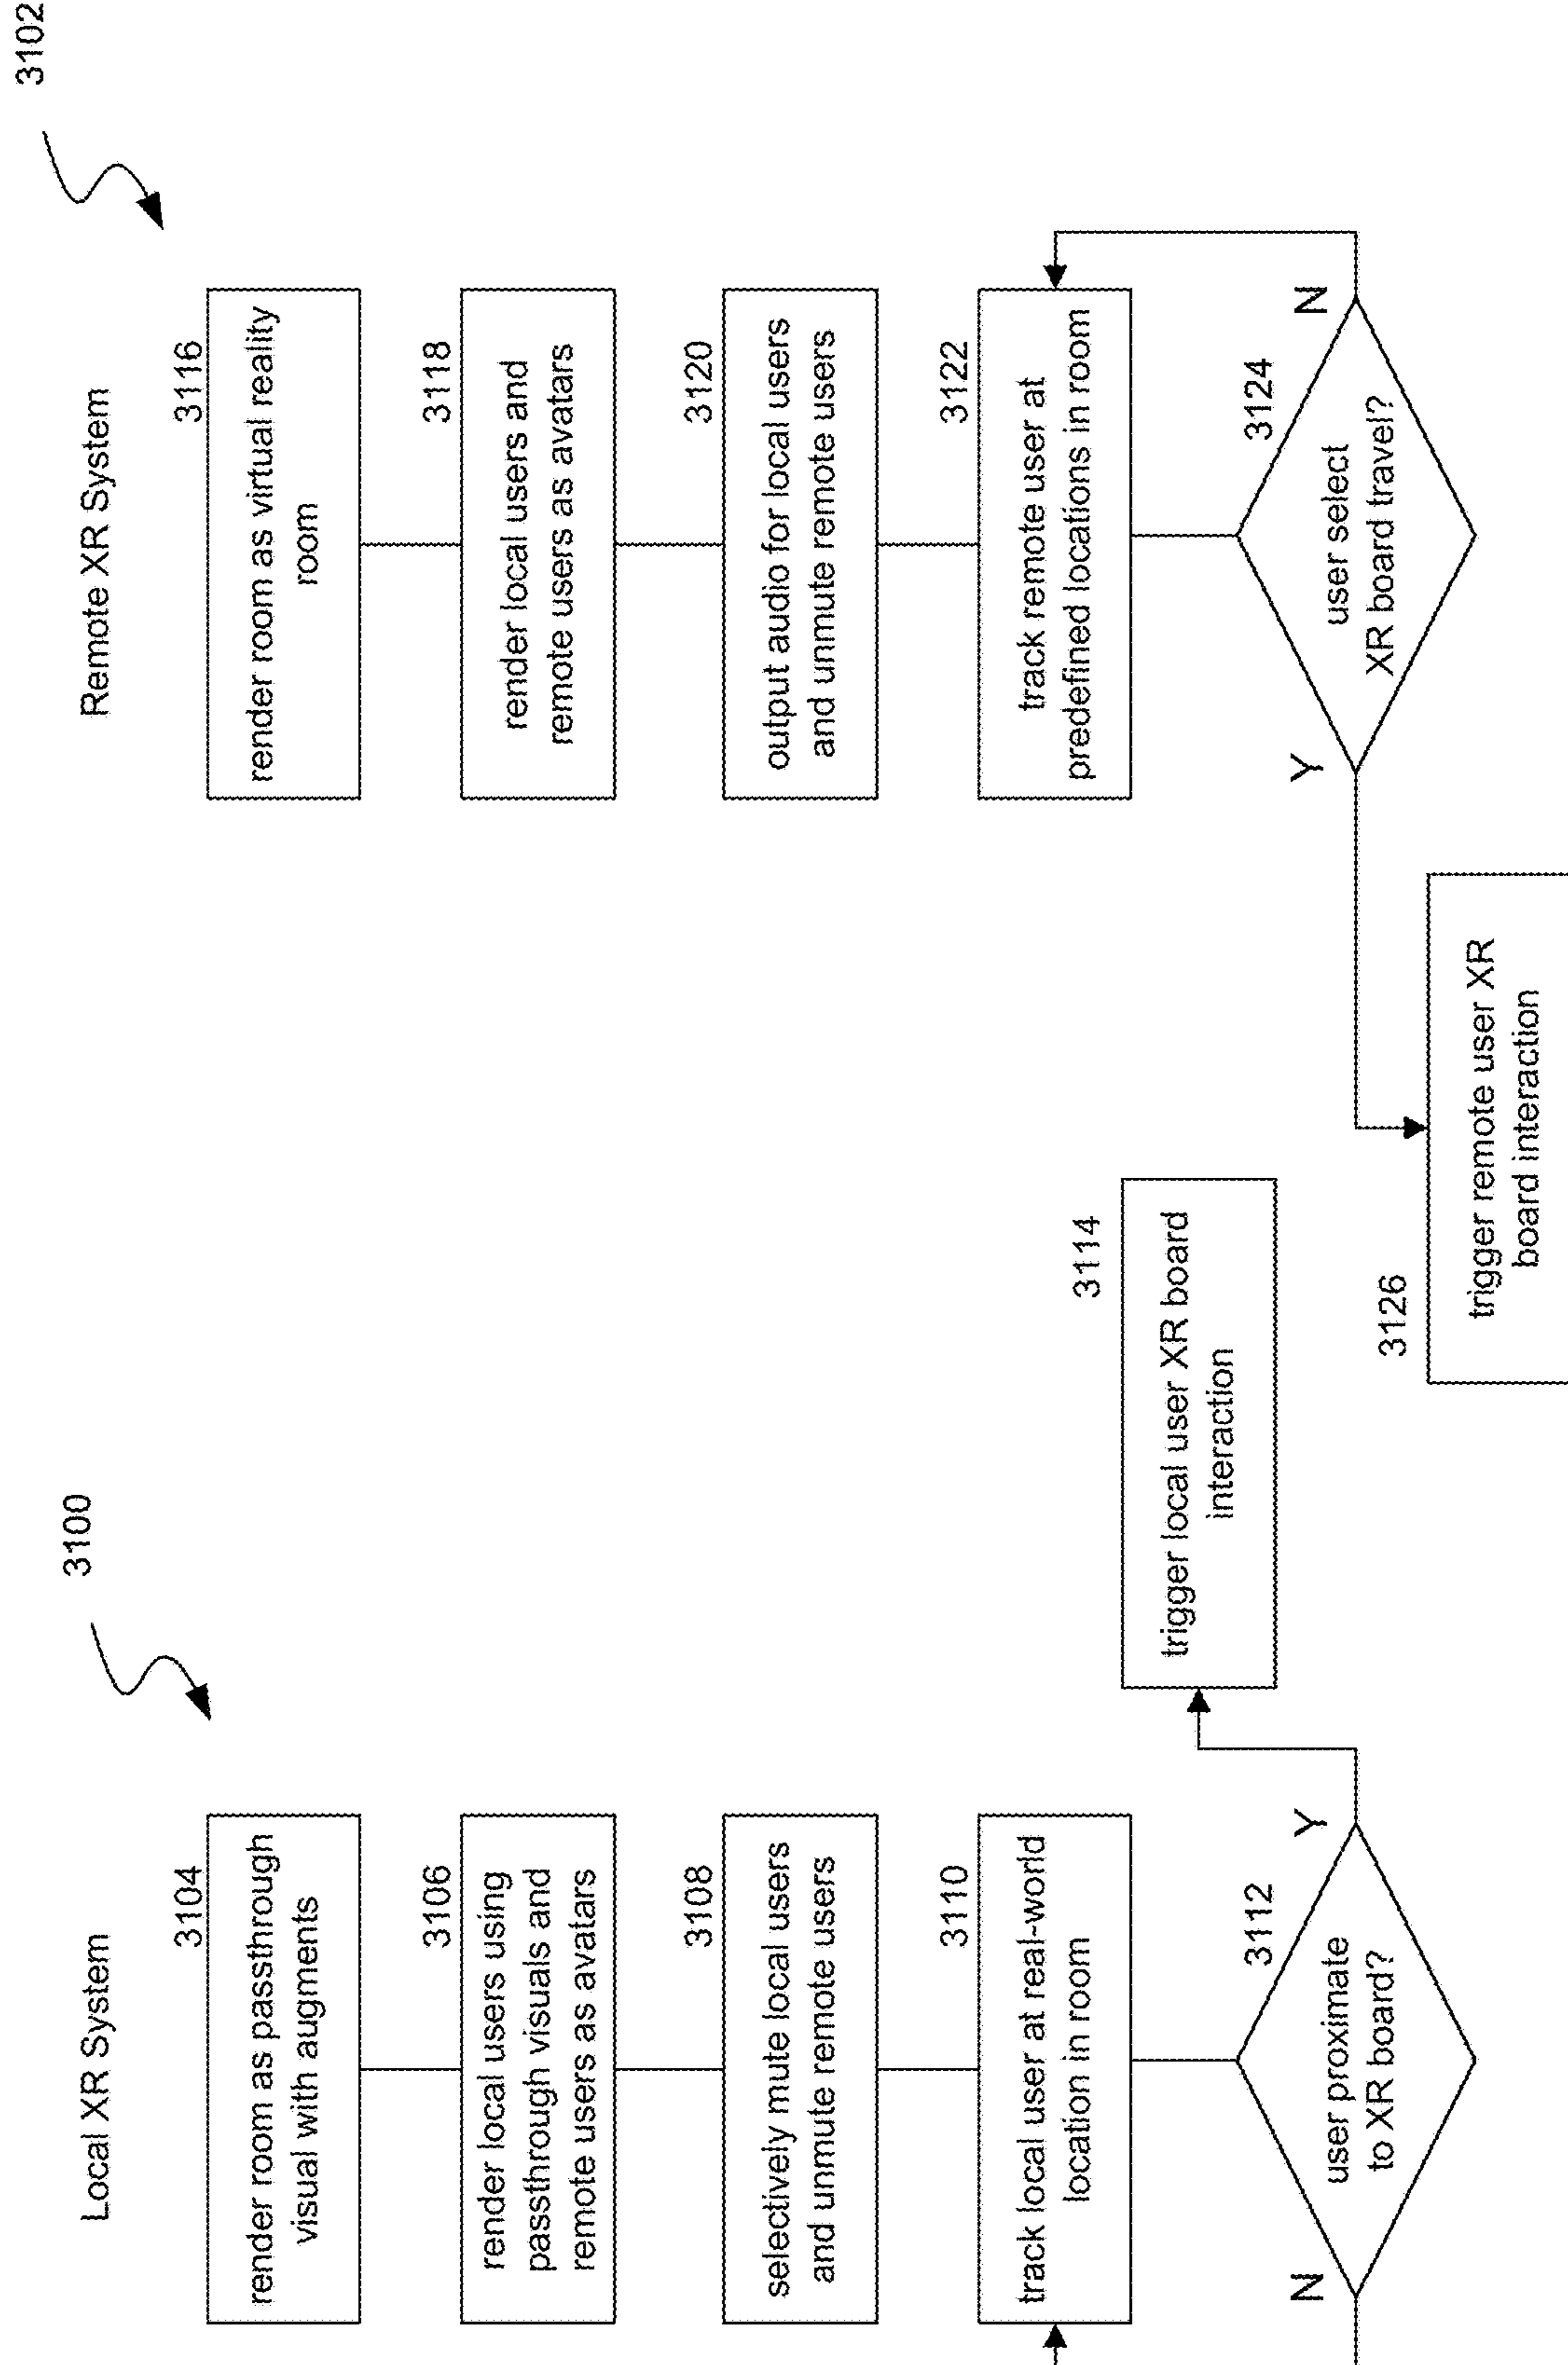 3100
Local XR System
3104
render room as passthrough
visual with augments
3106
render local users using
passthrough visuals and
remote users as avatars
3108
selectively mute local users
and unmute remote users
3110
track local user at real-world
location in room
3112
user proximate
to XR board?
N
Y
3114
trigger local user XR board
interaction
3102
Remote XR System
3116
render room as virtual reality
room
3118
render local users and
remote users as avatars
3120
output audio for local users
and unmute remote users
3122
track remote user at
predefined locations in room
3124
user select
XR board travel?
Y
N
3126
trigger remote user XR
board interaction